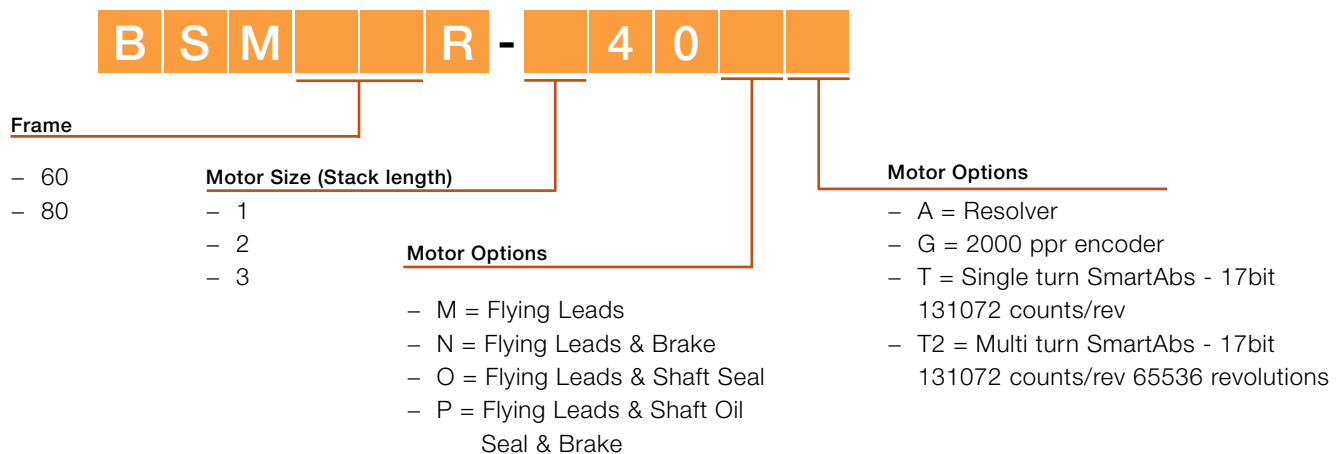 B S M R - 4 0
Frame
– 60
– 80
Motor Size (Stack length)
– 1
– 2
– 3
Motor Options
– M = Flying Leads
– N = Flying Leads & Brake
– O = Flying Leads & Shaft Seal
– P = Flying Leads & Shaft Oil
Seal & Brake
Motor Options
– A = Resolver
– G = 2000 ppr encoder
– T = Single turn SmartAbs - 17bit
131072 counts/rev
– T2 = Multi turn SmartAbs - 17bit
131072 counts/rev 65536 revolutions